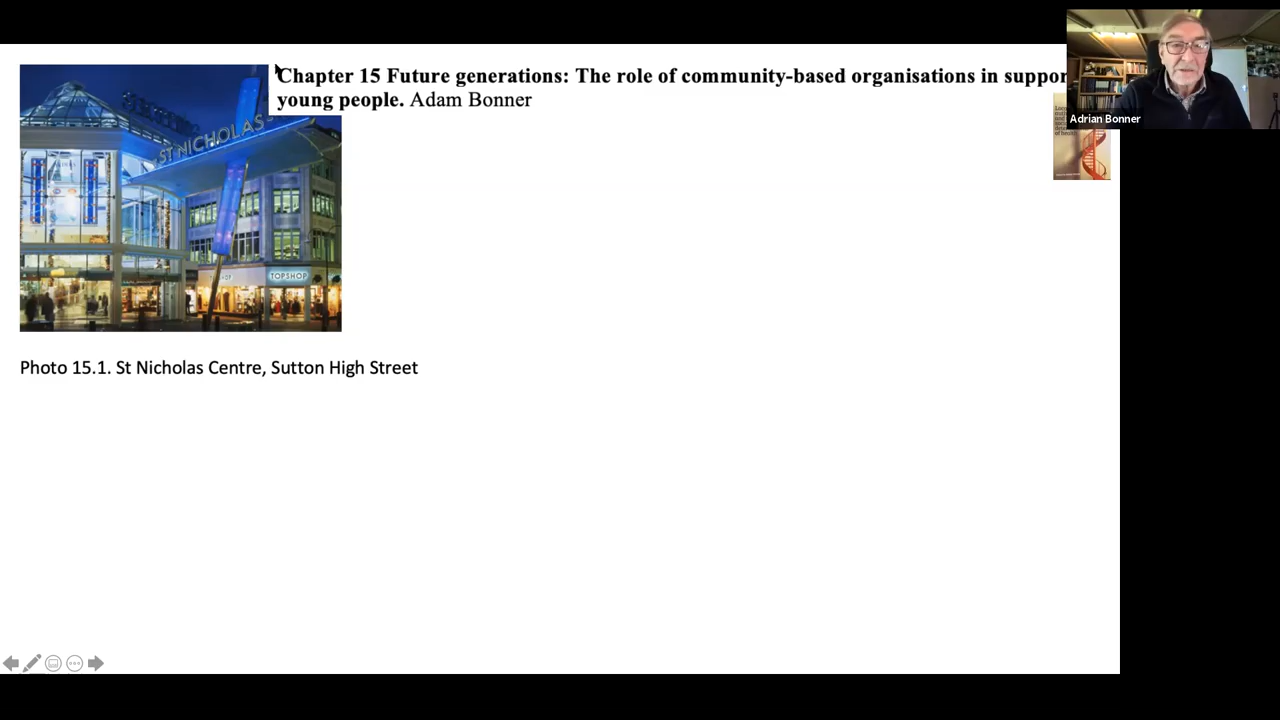 Chapter 15 Future generations: The role of community-based organisations in suppor
young people. Adam Bonner
Adrian Bonner
ST NICHOLAS
TOPSHOP
Photo 15.1. St Nicholas Centre, Sutton High Street